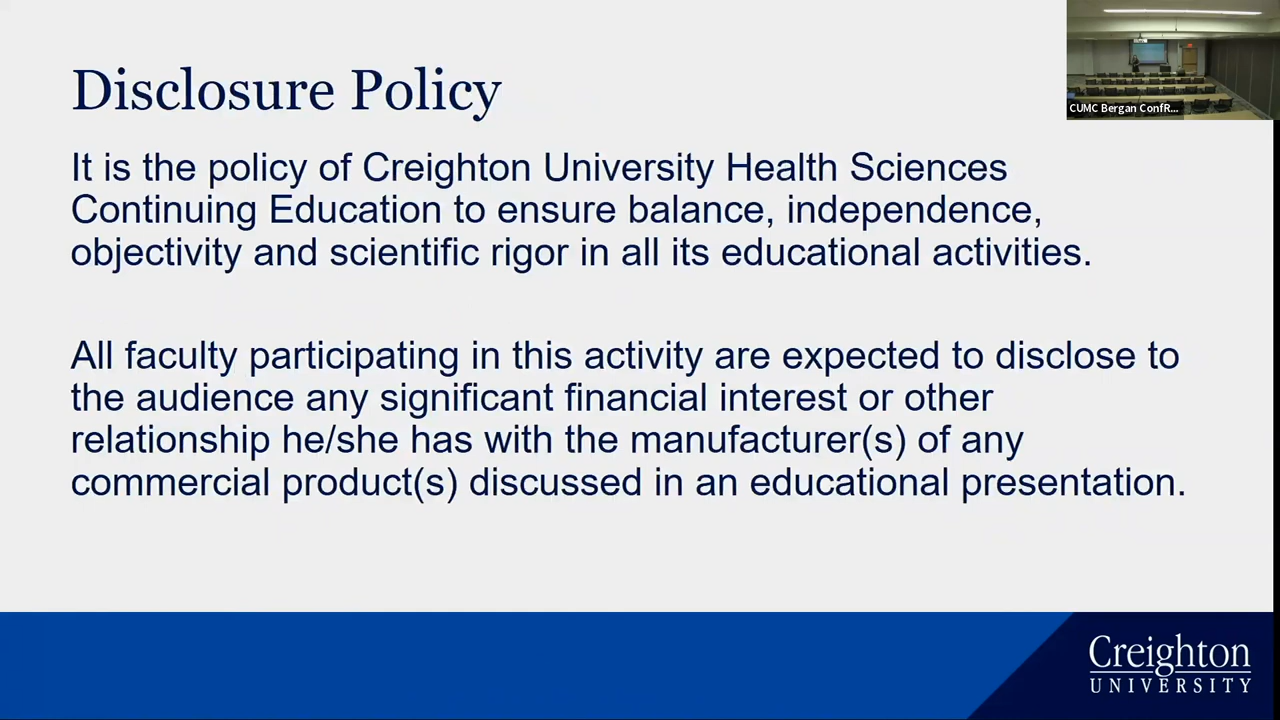 Disclosure Policy
CUMC Bergan ConfR...
It is the policy of Creighton University Health Sciences
Continuing Education to ensure balance, independence,
objectivity and scientific rigor in all its educational activities.
All faculty participating in this activity are expected to disclose to
the audience any significant financial interest or other
relationship he/she has with the manufacturer(s) of any
commercial product(s) discussed in an educational presentation.
Creighton
UNIVERSITY